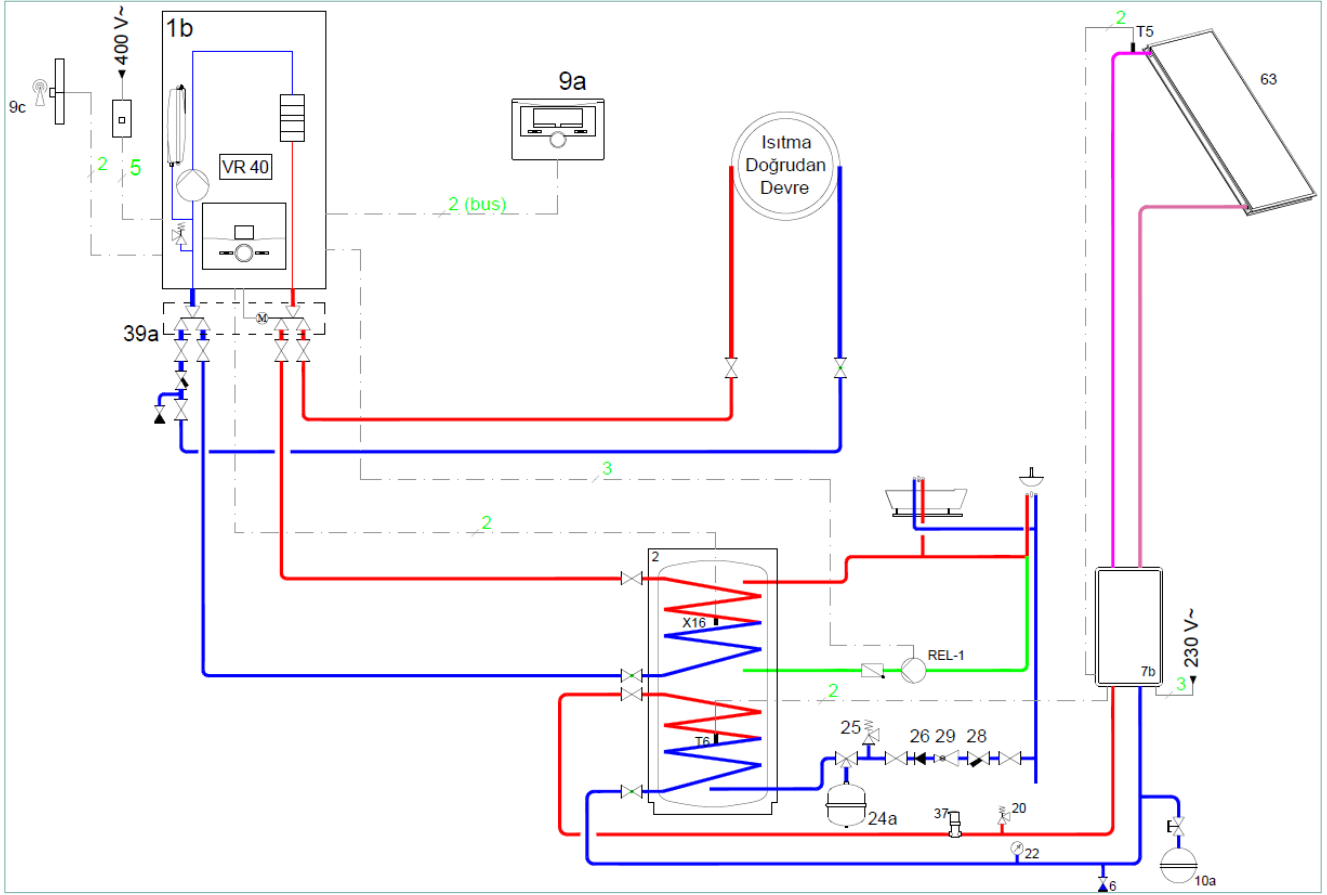 1b
400 V~
9c
2
5
VR 40
2 (bus)
9a
Isıtma
Doğrudan
Devre
2
T5
63
39a
M
3
2
2
X16
REL-1
T6
2
7b
230 V~
3
25
26
29
28
24a
37
20
22
6
10a